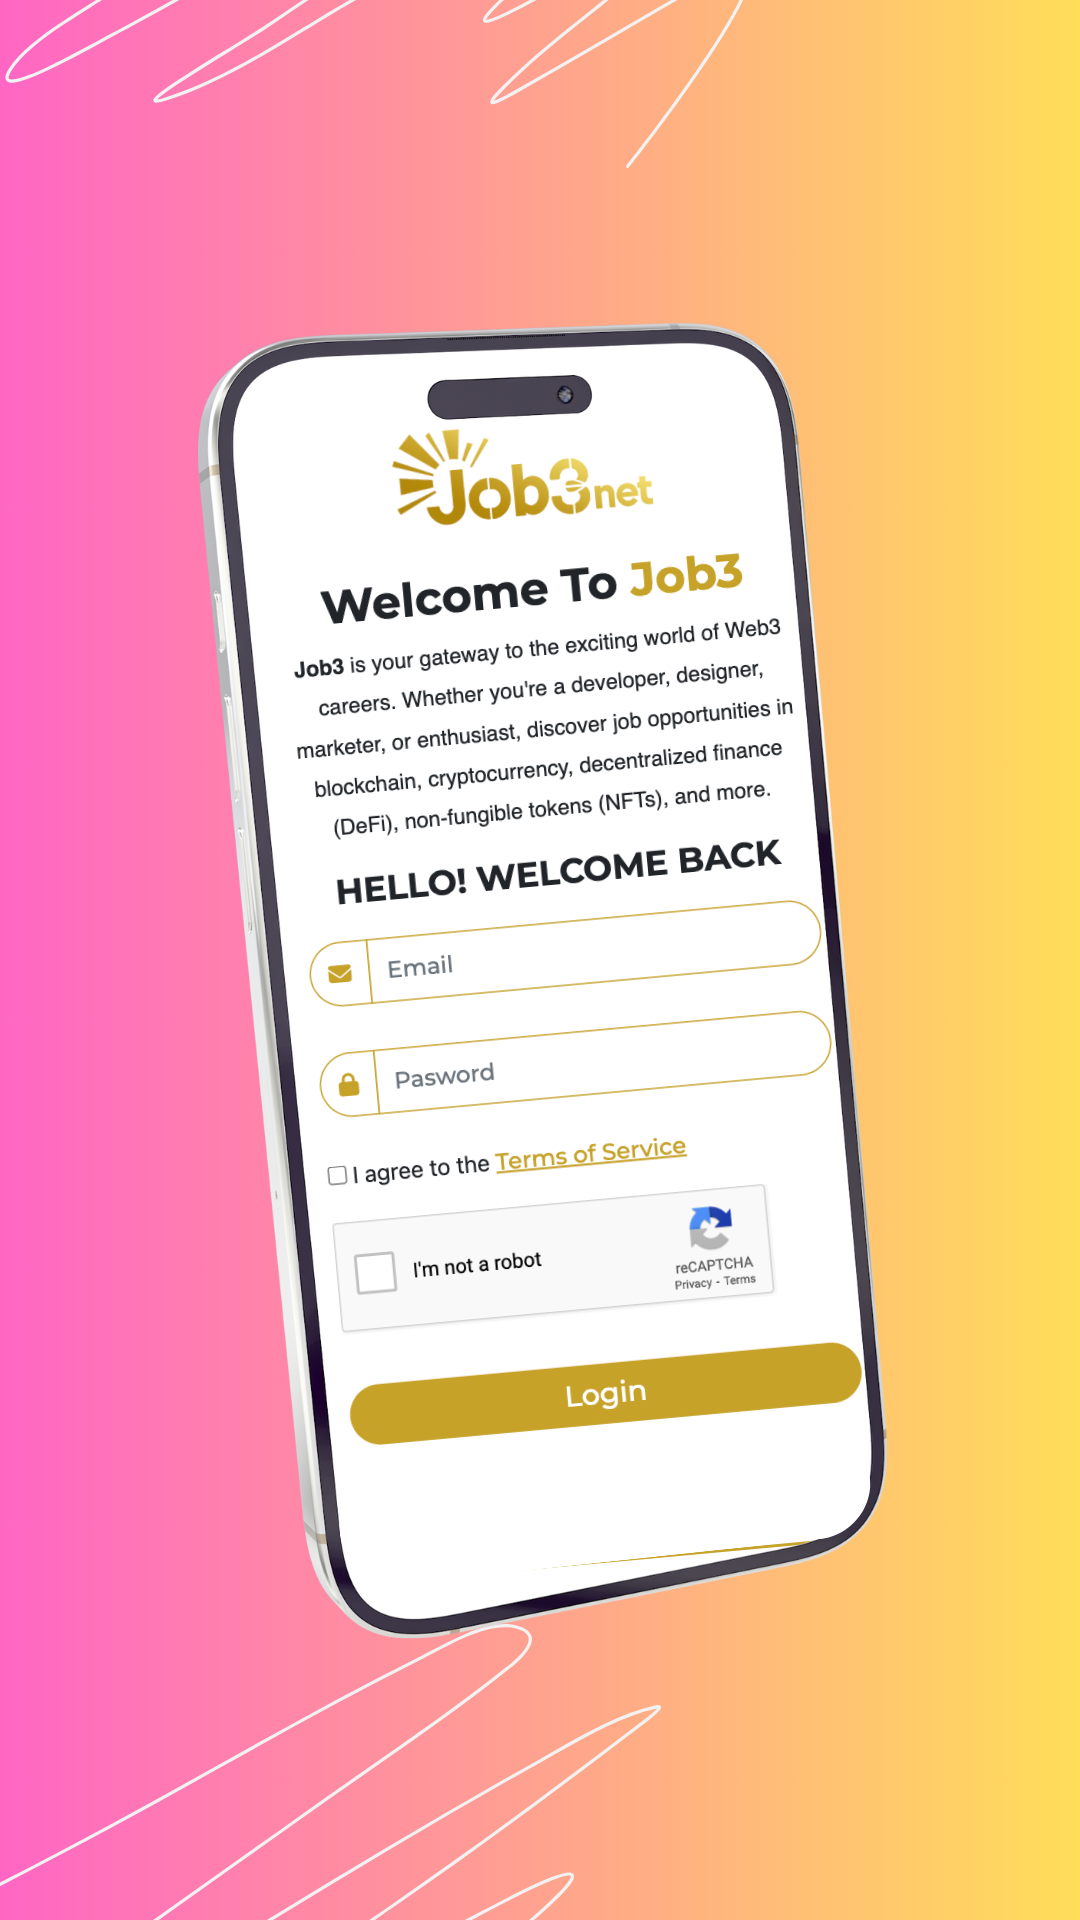 Job3net
Welcome To Job3
Job3 is your gateway to the exciting world of Web3
careers. Whether you're a developer, designer,
marketer, or enthusiast, discover job opportunities in
blockchain, cryptocurrency, decentralized finance
(DeFi), non-fungible tokens (NFTs), and more.
HELLO! WELCOME BACK
Email
Pasword
I agree to the Terms of Service
I'm not a robot
reCAPTCHA
Privacy - Terms
Login